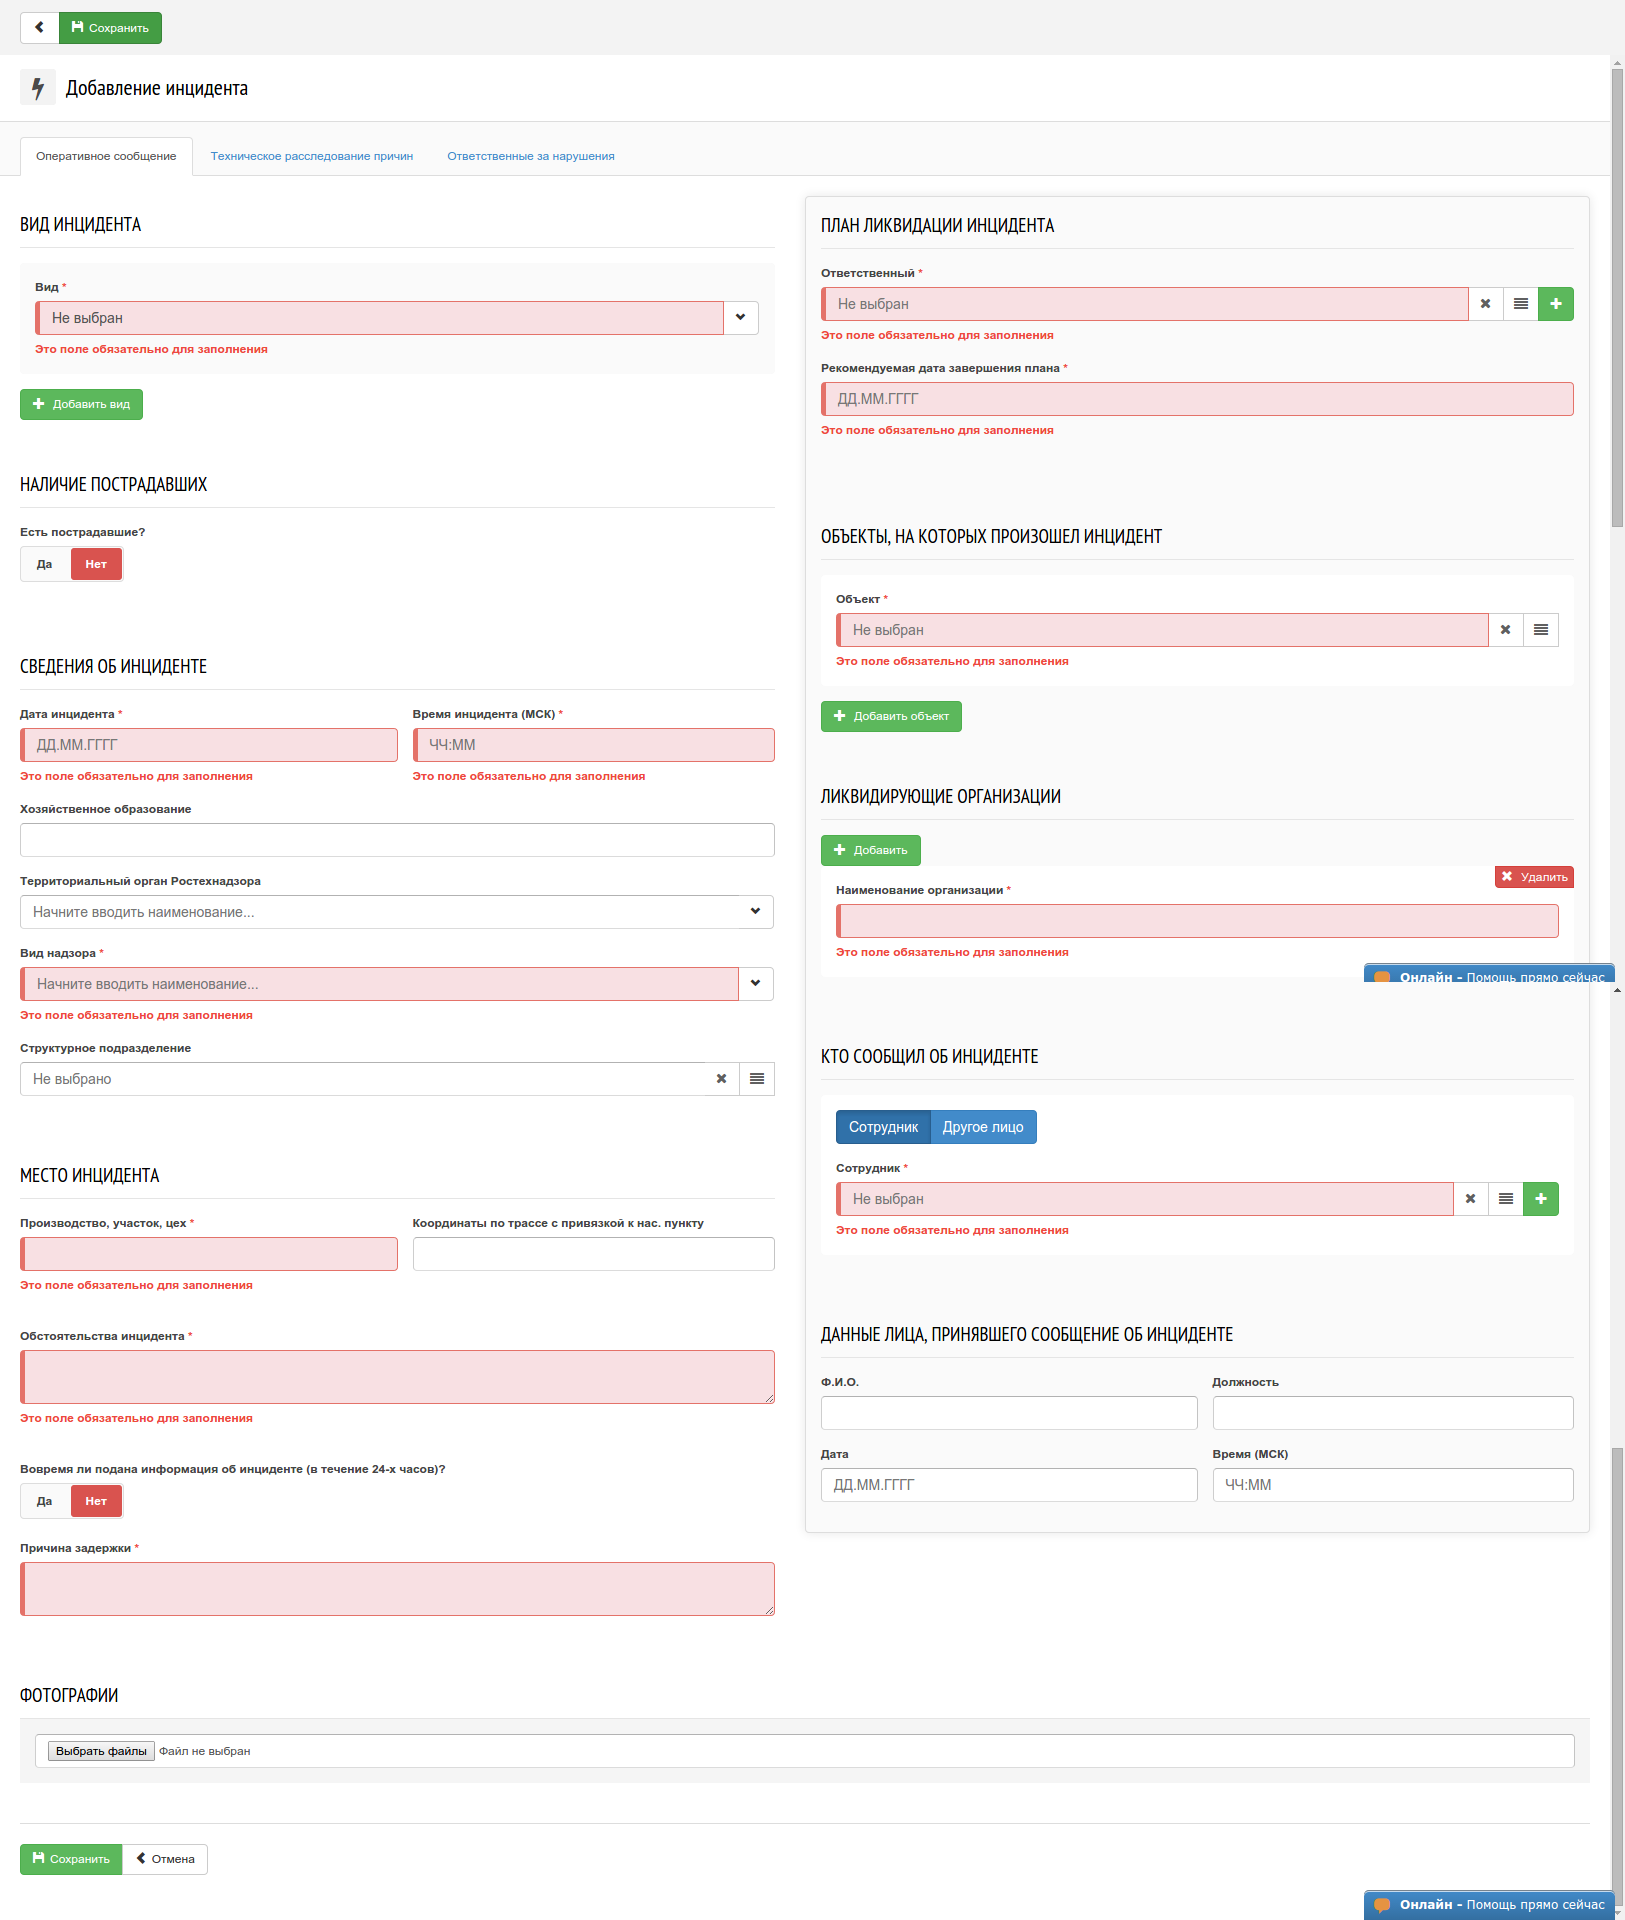 Сохранить
Добавление инцидента
Оперативное сообщение
Техническое расследование причин
Ответственные за нарушения
ВИД ИНЦИДЕНТА
Вид *
Не выбран
Это поле обязательно для заполнения
Добавить вид
НАЛИЧИЕ ПОСТРАДАВШИХ
Есть пострадавшие?
Да Нет
СВЕДЕНИЯ ОБ ИНЦИДЕНТЕ
Дата инцидента *
ДД.ММ.ГГГГ
Это поле обязательно для заполнения
Время инцидента (МСК) *
ЧЧ:ММ
Это поле обязательно для заполнения
Хозяйственное образование
Территориальный орган Ростехнадзора
Начните вводить наименование...
Вид надзора *
Начните вводить наименование...
Это поле обязательно для заполнения
Структурное подразделение
Не выбрано
МЕСТО ИНЦИДЕНТА
Производство, участок, цех *
Это поле обязательно для заполнения
Координаты по трассе с привязкой к нас. пункту
Обстоятельства инцидента *
Это поле обязательно для заполнения
Вовремя ли подана информация об инциденте (в течение 24-х часов)?
Да Нет
Причина задержки *
ПЛАН ЛИКВИДАЦИИ ИНЦИДЕНТА
Ответственный *
Не выбран
Это поле обязательно для заполнения
Рекомендуемая дата завершения плана *
ДД.ММ.ГГГГ
Это поле обязательно для заполнения
ОБЪЕКТЫ, НА КОТОРЫХ ПРОИЗОШЕЛ ИНЦИДЕНТ
Объект *
Не выбран
Это поле обязательно для заполнения
Добавить объект
ЛИКВИДИРУЮЩИЕ ОРГАНИЗАЦИИ
Добавить
Удалить
Наименование организации *
Это поле обязательно для заполнения
Онлайн - Помощь прямо сейчас
КТО СООБЩИЛ ОБ ИНЦИДЕНТЕ
Сотрудник Другое лицо
Сотрудник *
Не выбран
Это поле обязательно для заполнения
ДАННЫЕ ЛИЦА, ПРИНЯВШЕГО СООБЩЕНИЕ ОБ ИНЦИДЕНТЕ
Ф.И.О.
Должность
Дата
ДД.ММ.ГГГГ
Время (МСК)
ЧЧ:ММ
ФОТОГРАФИИ
Выбрать файлы Файл не выбран
Сохранить Отмена
Онлайн - Помощь прямо сейчас